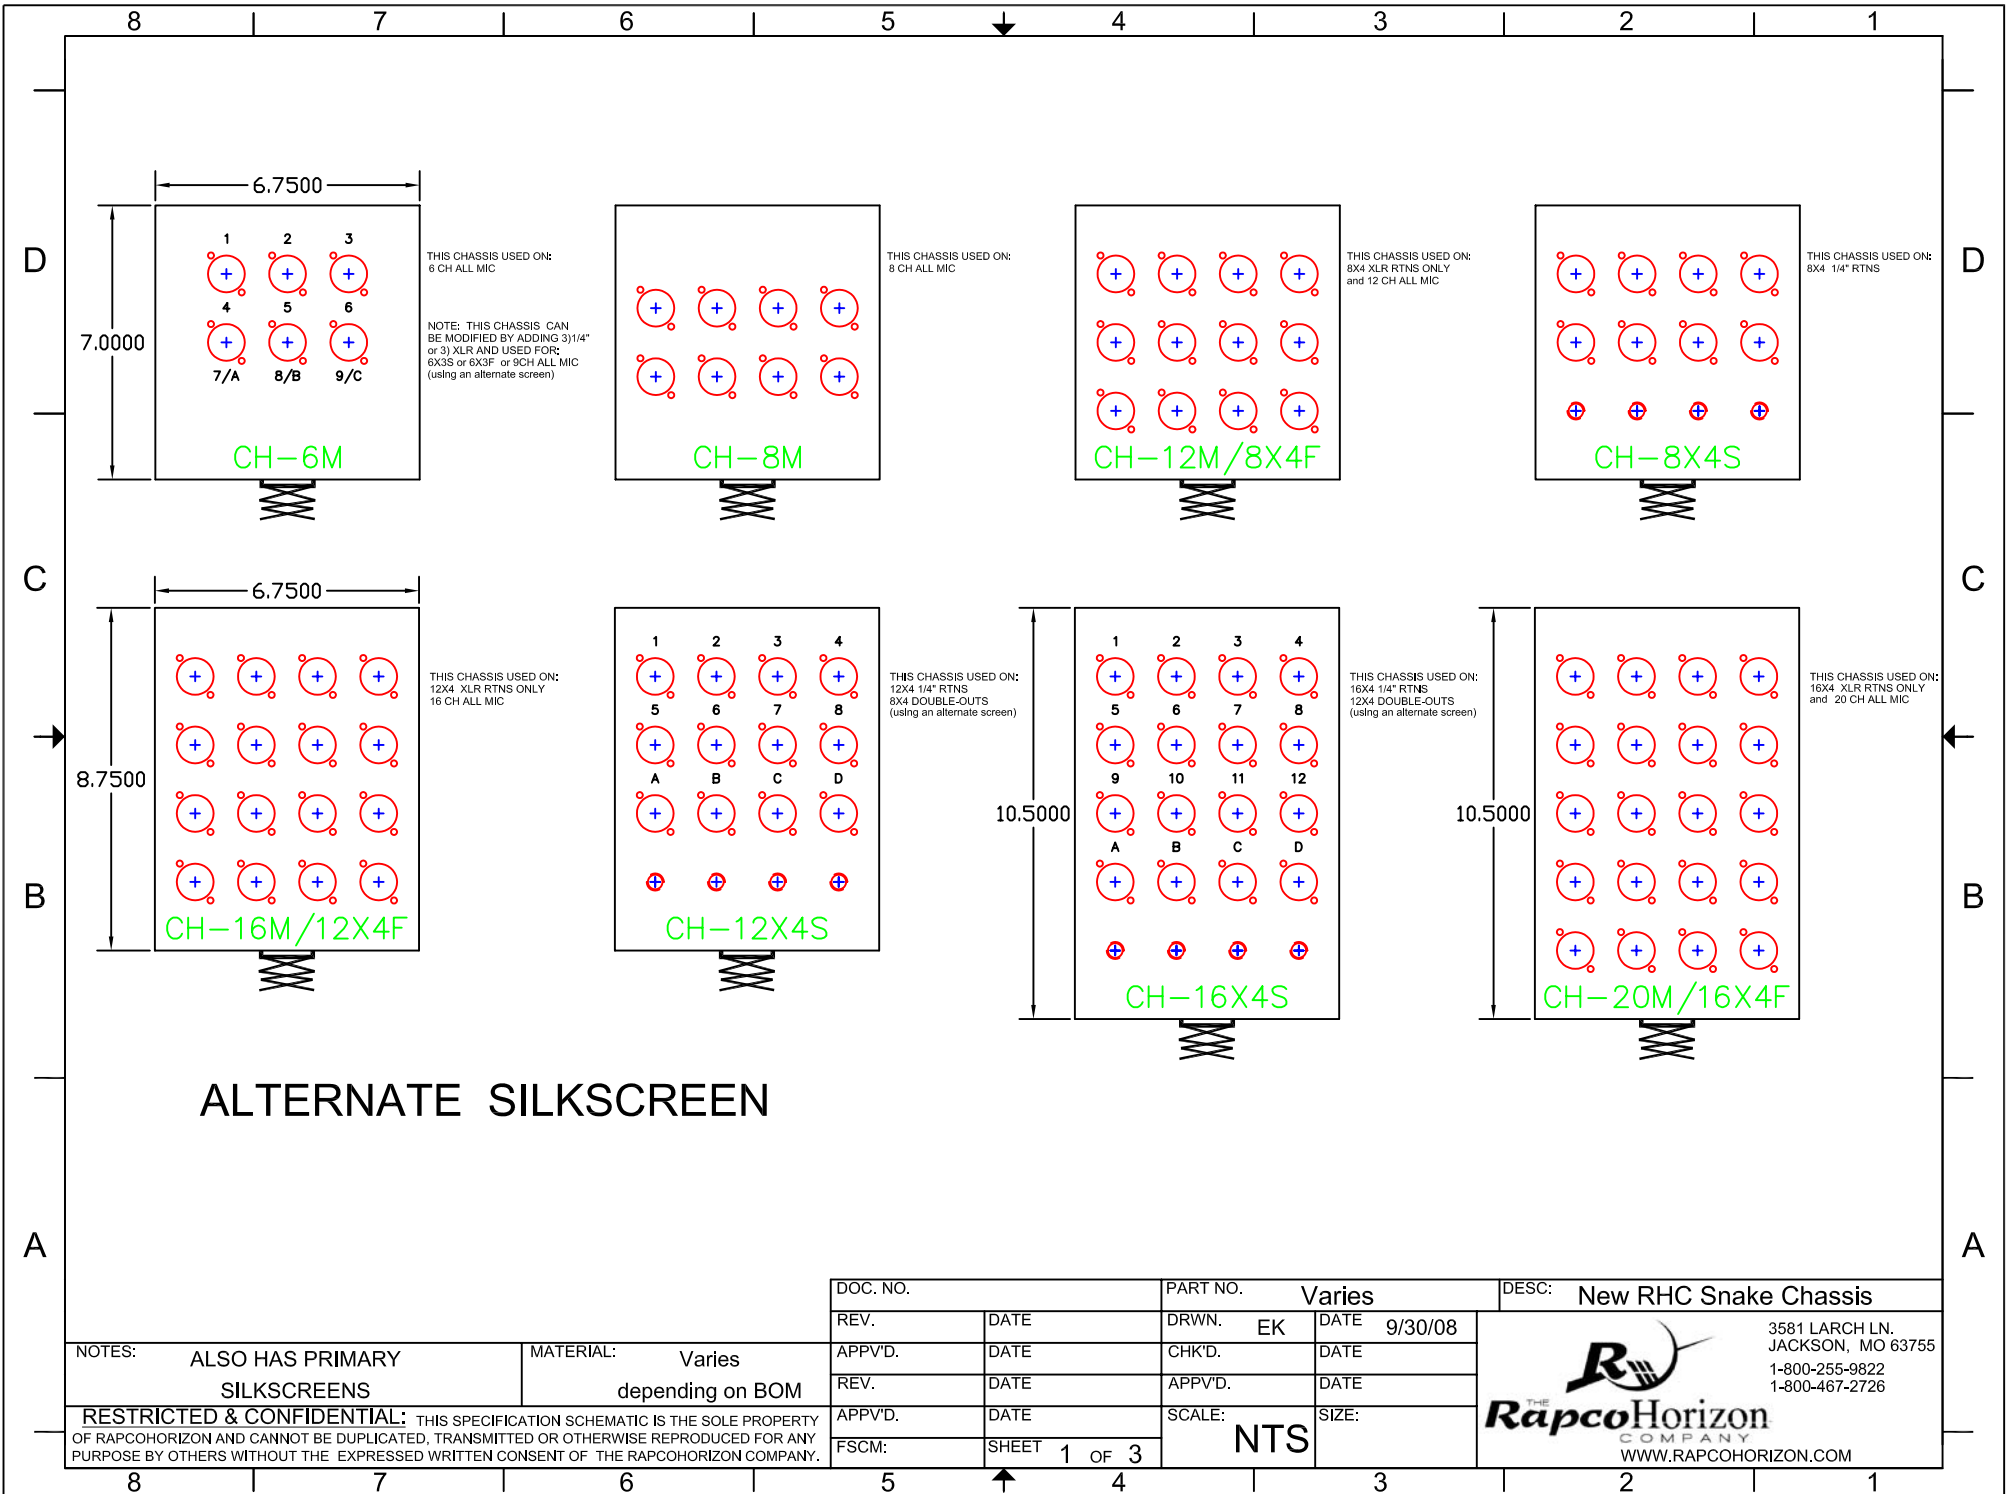 8 7 6 5 4 3 2 1
D
D
C
C
B
B
A
A
6.7500
7.0000
1 2 3
4 5 6
7/A 8/B 9/C
CH-6M
THIS CHASSIS USED ON:
6 CH ALL MIC
NOTE: THIS CHASSIS CAN
BE MODIFIED BY ADDING 3)1/4"
or 3) XLR AND USED FOR:
6X3S or 6X3F or 9CH ALL MIC
(using an alternate screen)
CH-8M
THIS CHASSIS USED ON:
8 CH ALL MIC
CH-12M/8X4F
THIS CHASSIS USED ON:
8X4 XLR RTNS ONLY
and 12 CH ALL MIC
CH-8X4S
THIS CHASSIS USED ON:
8X4 1/4" RTNS
6.7500
8.7500
CH-16M/12X4F
THIS CHASSIS USED ON:
12X4 XLR RTNS ONLY
16 CH ALL MIC
1 2 3 4
5 6 7 8
A B C D
CH-12X4S
THIS CHASSIS USED ON:
12X4 1/4" RTNS
8X4 DOUBLE-OUTS
(using an alternate screen)
10.5000
1 2 3 4
5 6 7 8
9 10 11 12
A B C D
CH-16X4S
THIS CHASSIS USED ON:
16X4 1/4" RTNS
12X4 DOUBLE-OUTS
(using an alternate screen)
10.5000
CH-20M/16X4F
THIS CHASSIS USED ON:
16X4 XLR RTNS ONLY
and 20 CH ALL MIC
ALTERNATE SILKSCREEN
DOC. NO.
PART NO. Varies
DESC: New RHC Snake Chassis
REV. DATE
DRWN. EK DATE 9/30/08
APPV'D. DATE
CHK'D. DATE
REV. DATE
APPV'D. DATE
APPV'D. DATE
SCALE: NTS SIZE:
FSCM: SHEET 1 OF 3
NOTES: ALSO HAS PRIMARY
SILKSCREENS
MATERIAL: Varies
depending on BOM
RESTRICTED & CONFIDENTIAL: THIS SPECIFICATION SCHEMATIC IS THE SOLE PROPERTY
OF RAPCOHORIZON AND CANNOT BE DUPLICATED, TRANSMITTED OR OTHERWISE REPRODUCED FOR ANY
PURPOSE BY OTHERS WITHOUT THE EXPRESSED WRITTEN CONSENT OF THE RAPCOHORIZON COMPANY.
3581 LARCH LN.
JACKSON, MO 63755
1-800-255-9822
1-800-467-2726
R
THE
RapcoHorizon
COMPANY
WWW.RAPCOHORIZON.COM
8 7 6 5 4 3 2 1